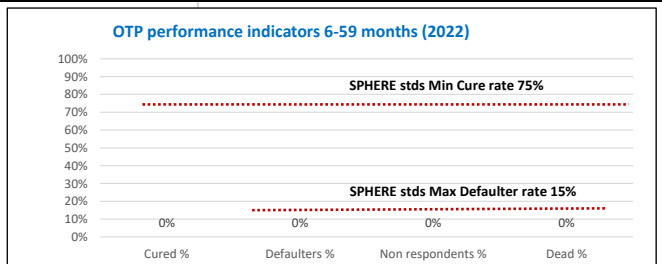 OTP performance indicators 6-59 months (2022)
100%
90%
SPHERE stds Min Cure rate 75%
80%
70%
60%
50%
40%
30%
SPHERE stds Max Defaulter rate 15%
20%
10%
0% 0% 0% 0%
0%
Cured % Defaulters % Non respondents % Dead %